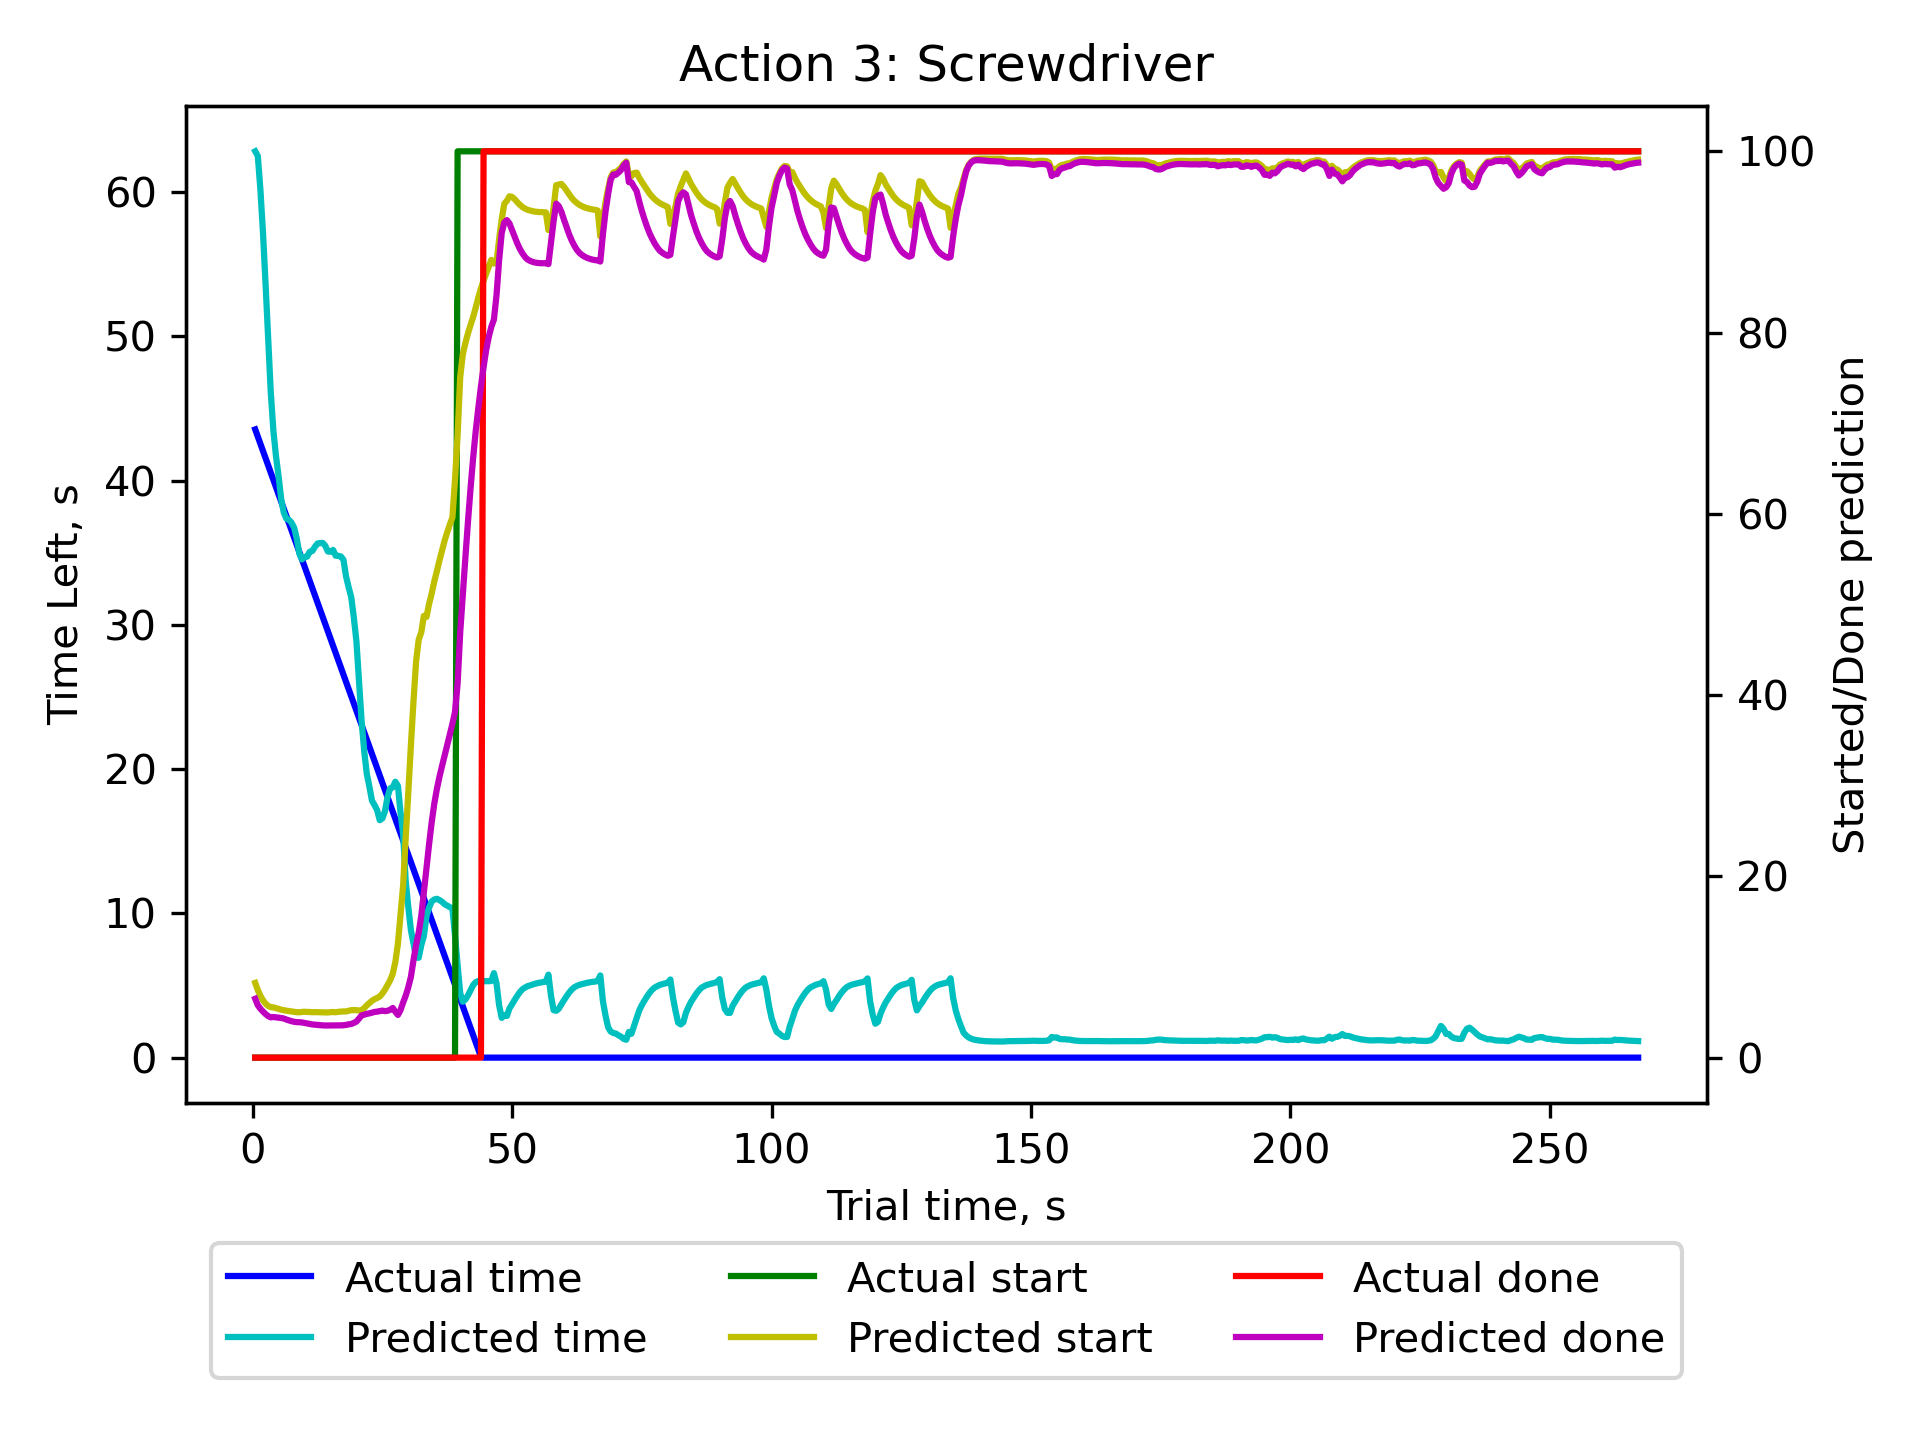 Action 3: Screwdriver
Time Left, s
60
50
40
30
20
10
0
100
80
60
40
20
0
Started/Done prediction
0 50 100 150 200 250
Trial time, s
Actual time Actual start Actual done
Predicted time Predicted start Predicted done